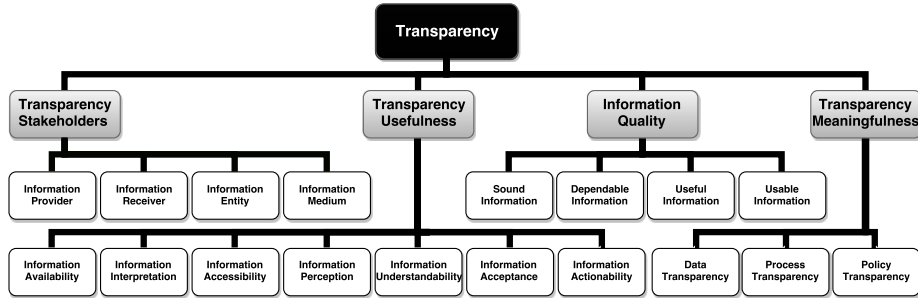 Transparency
Transparency
Stakeholders
Transparency
Usefulness
Information
Quality
Transparency
Meaningfulness
Information
Provider
Information
Receiver
Information
Entity
Information
Medium
Sound
Information
Dependable
Information
Useful
Information
Usable
Information
Information
Availability
Information
Interpretation
Information
Accessibility
Information
Perception
Information
Understandability
Information
Acceptance
Information
Actionability
Data
Transparency
Process
Transparency
Policy
Transparency